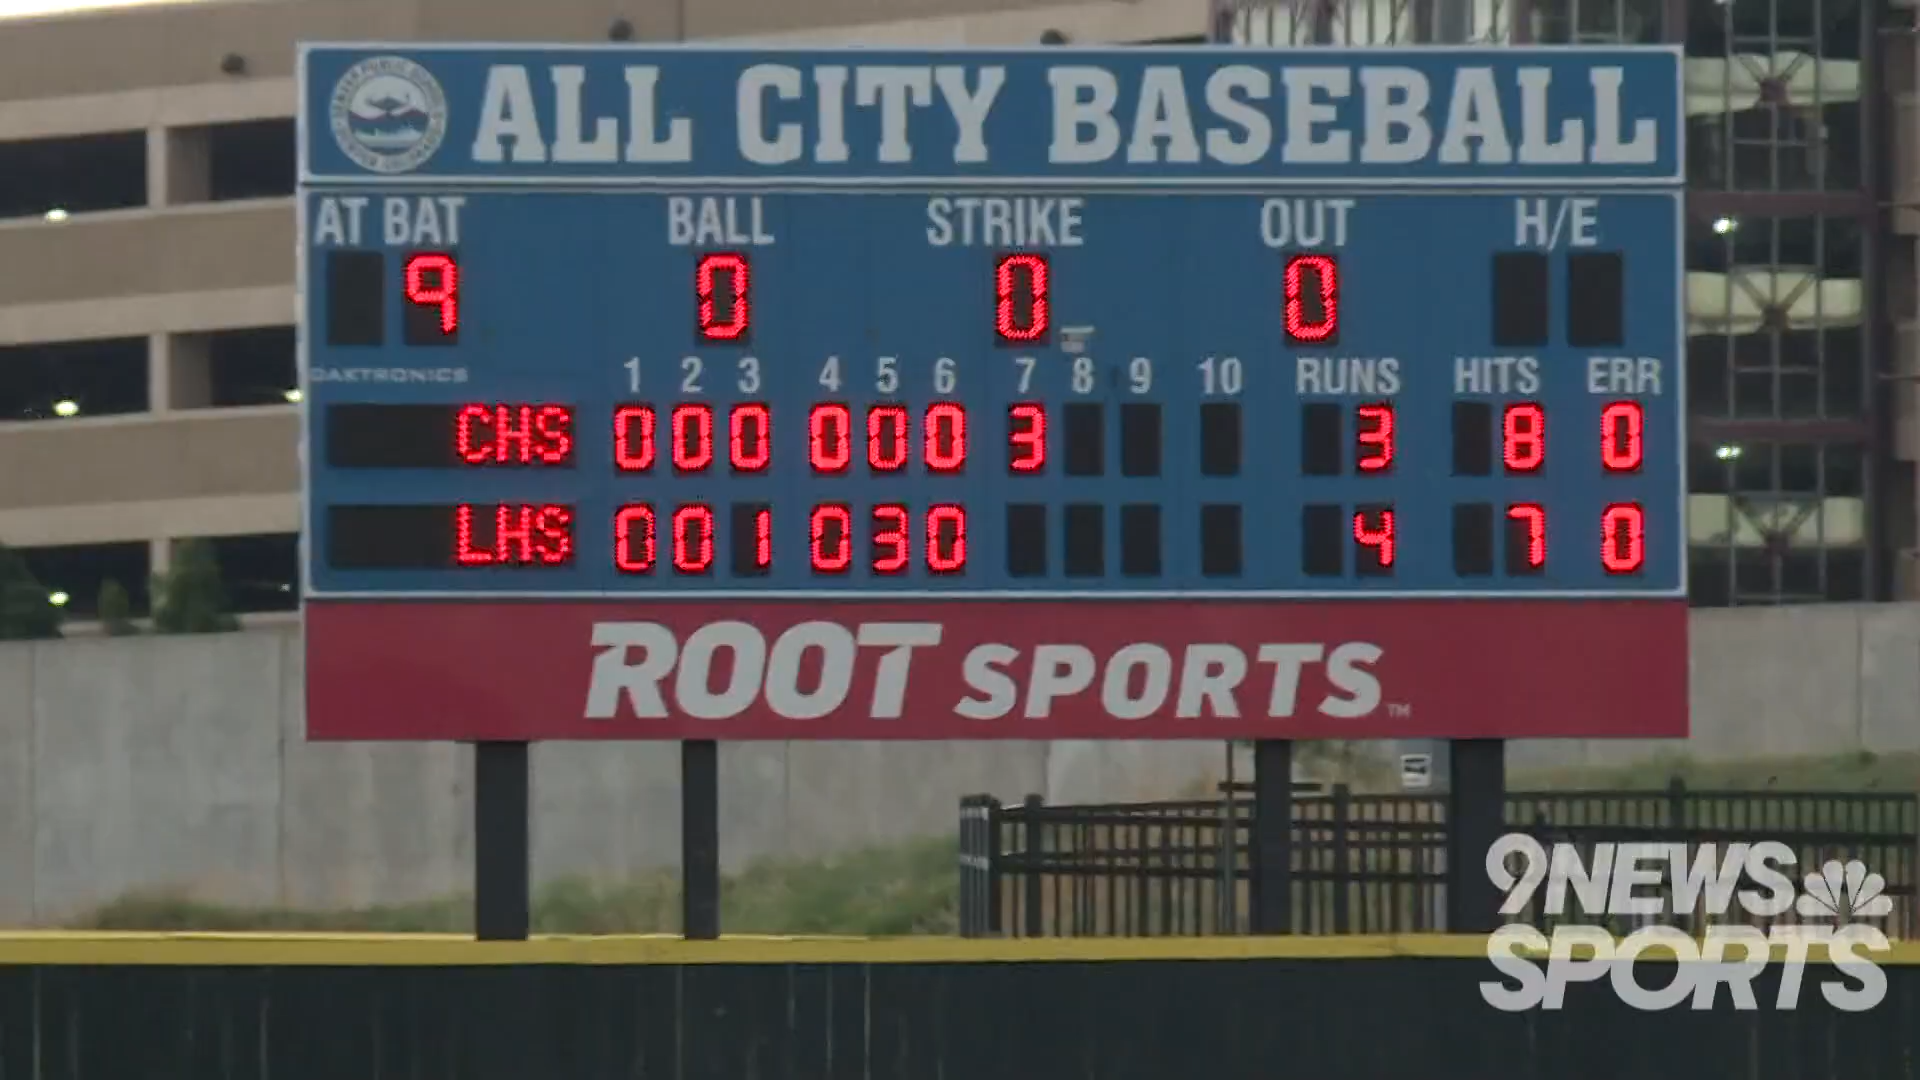 ALL CITY BASEBALL
AT BAT BALL STRIKE OUT H/E
9 0 0 0
DAKTRONICS 1 2 3 4 5 6 7 8 9 10 RUNS HITS ERR
CHS 0 0 0 0 0 0 3 3 8 0
LHS 0 0 1 0 3 0 4 7 0
ROOT SPORTS™
9NEWS
SPORTS